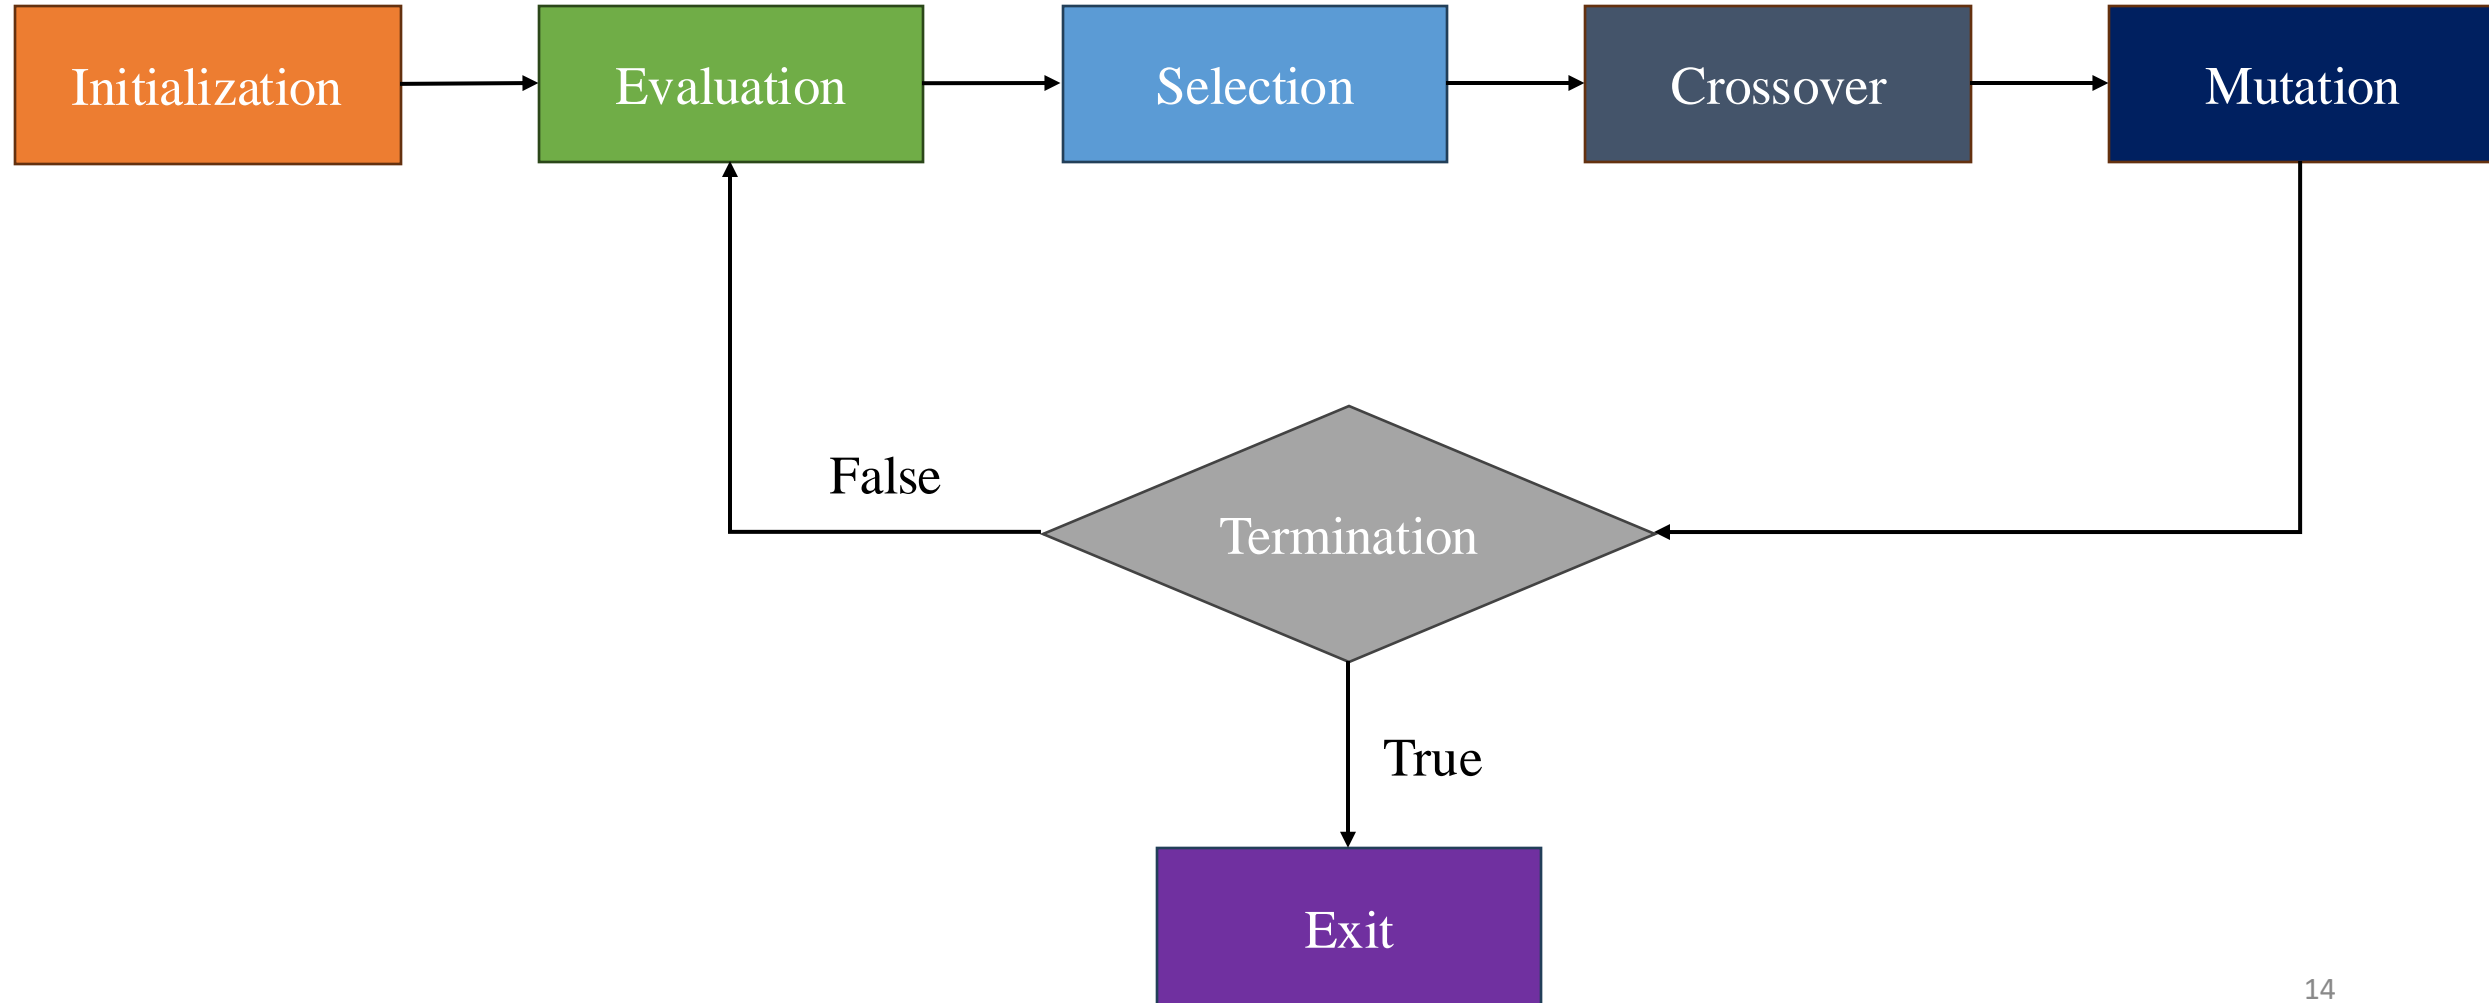 Initialization
Evaluation
Selection
Crossover
Mutation
False
Termination
True
Exit
14